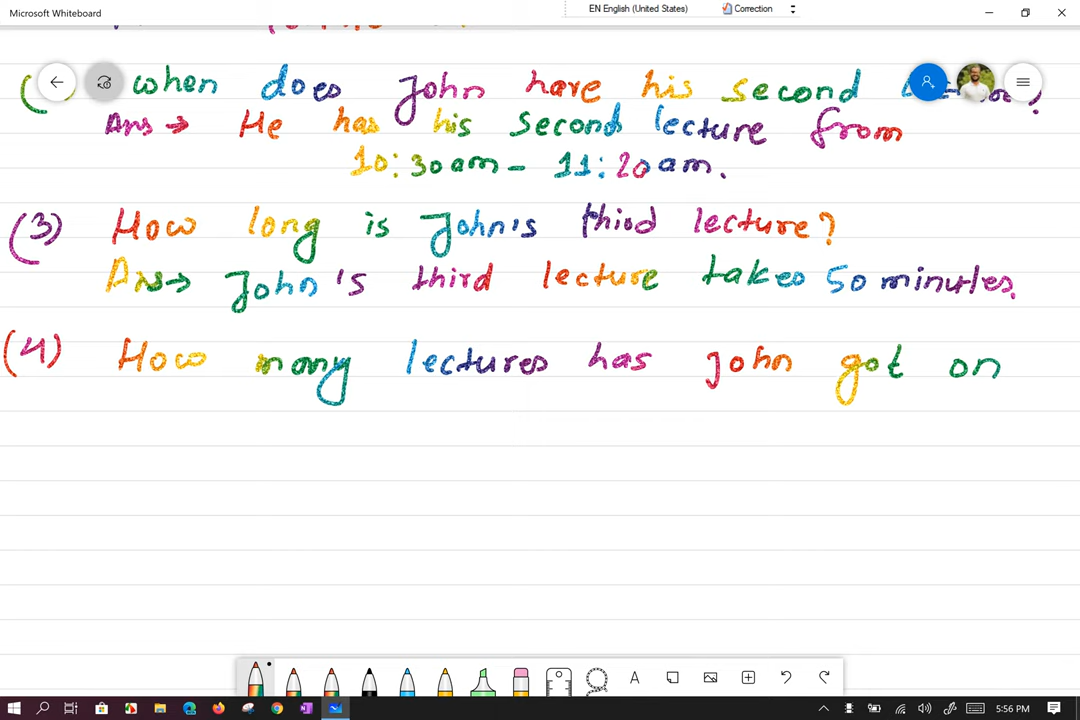 Microsoft Whiteboard
EN English (United States) Correction
when does John have his second
Ans → He has his second lecture from
10:30am - 11:20am.
(3) How long is John's third lecture?
Ans → John's third lecture takes 50 minutes.
(4) How many lectures has John got on
A
5:56 PM